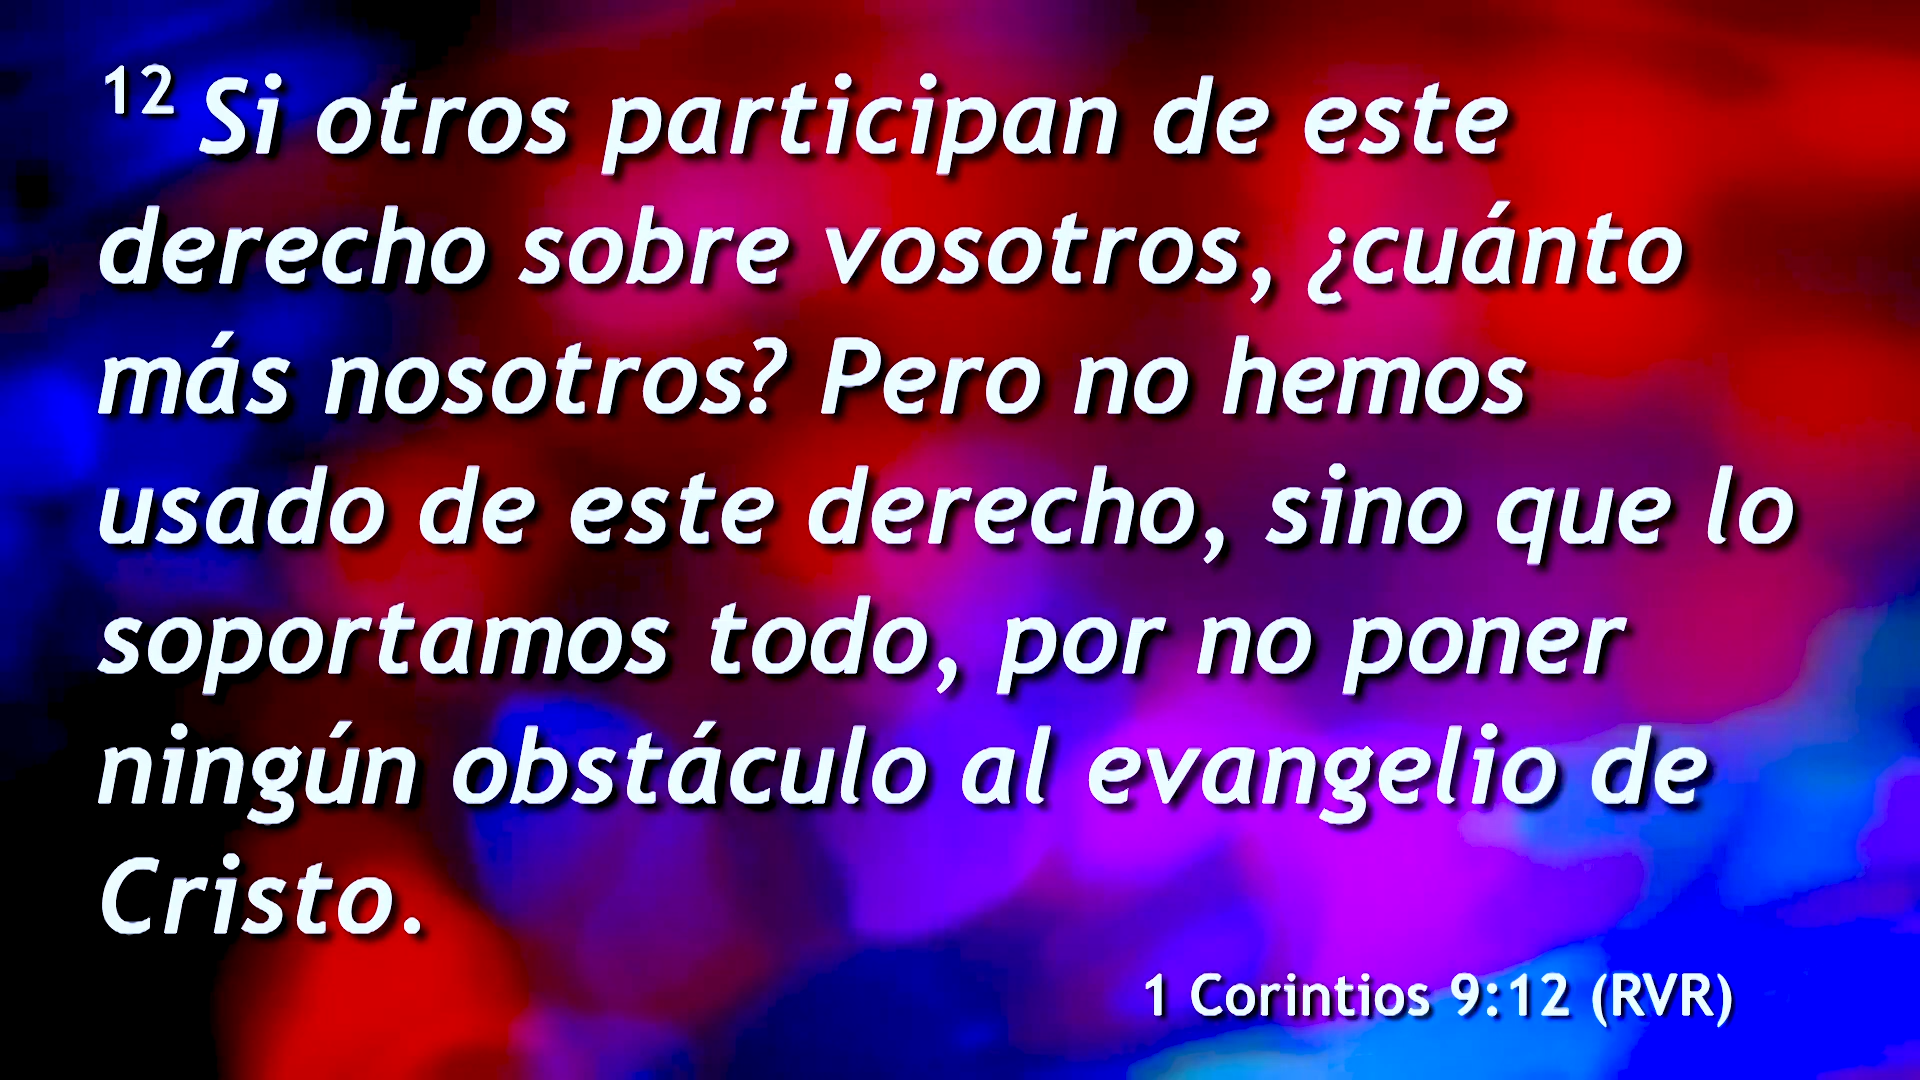 12 Si otros participan de este
derecho sobre vosotros, ¿cuánto
más nosotros? Pero no hemos
usado de este derecho, sino que lo
soportamos todo, por no poner
ningún obstáculo al evangelio de
Cristo.
1 Corintios 9:12 (RVR)